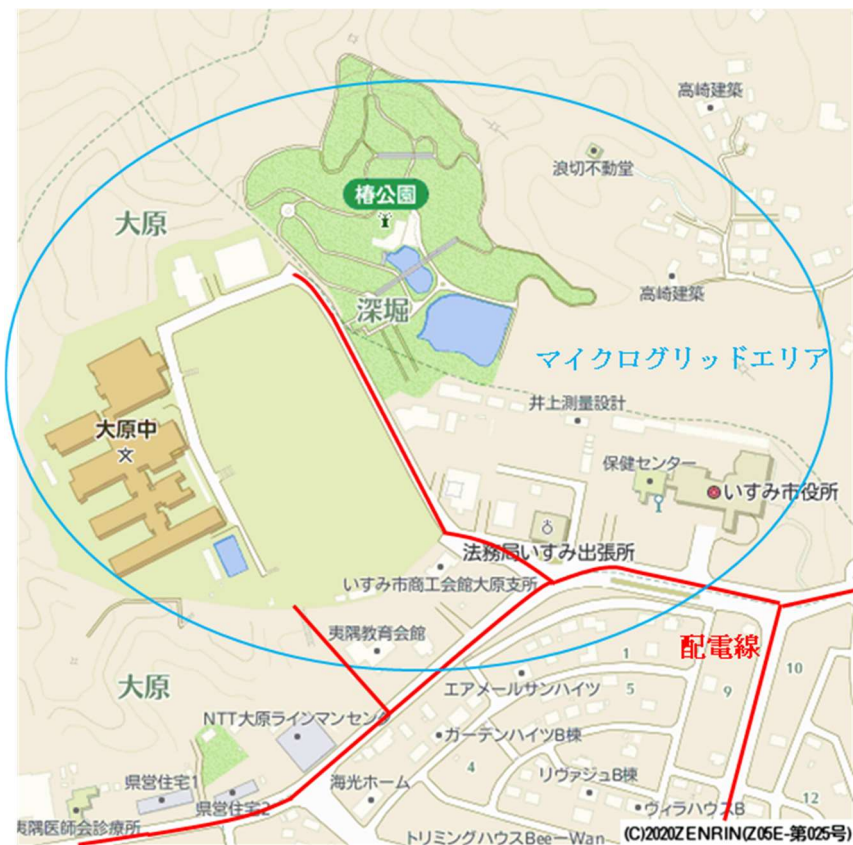 高崎建築
浪切不動堂
椿公園
大原
高崎建築
深堀
マイクログリッドエリア
井上測量設計
大原中
文
保健センター
いすみ市役所
法務局いすみ出張所
いすみ市商工会館大原支所
夷隅教育会館
配電線
1
10
大原
エアメールサンハイツ
5
9
NTT大原ラインマンセンタ
ガーデンハイツB棟
4
リヴァジュB棟
県営住宅1
海光ホーム
県営住宅2
ヴィラハウスB
12
夷隅医師会診療所
トリミングハウスBeeーWan
(C)2020ZENRIN(Z05E-第025号)